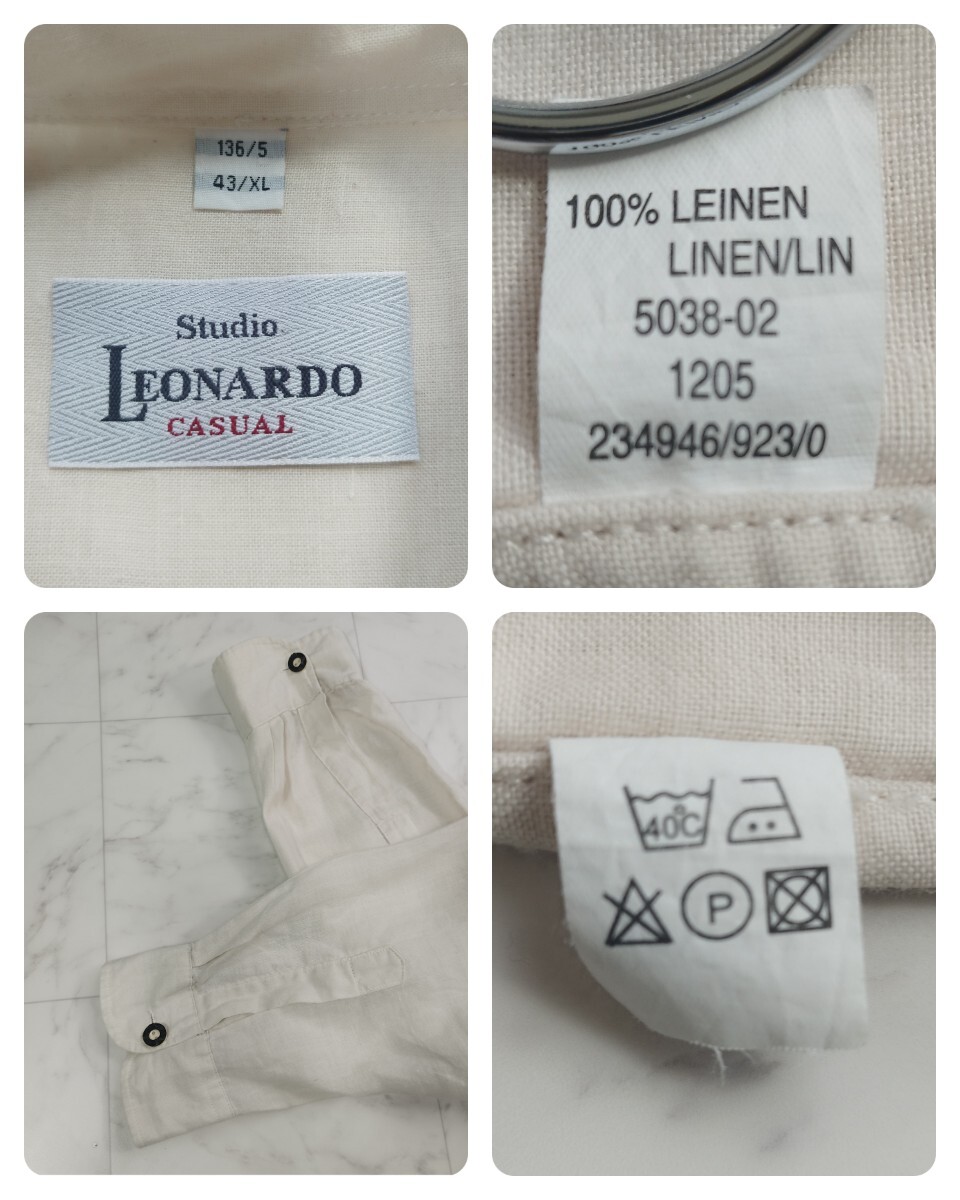 136/5
43/XL
Studio
LEONARDO
CASUAL
100% LEINEN
LINEN/LIN
5038-02
1205
234946/923/0
40°C
P